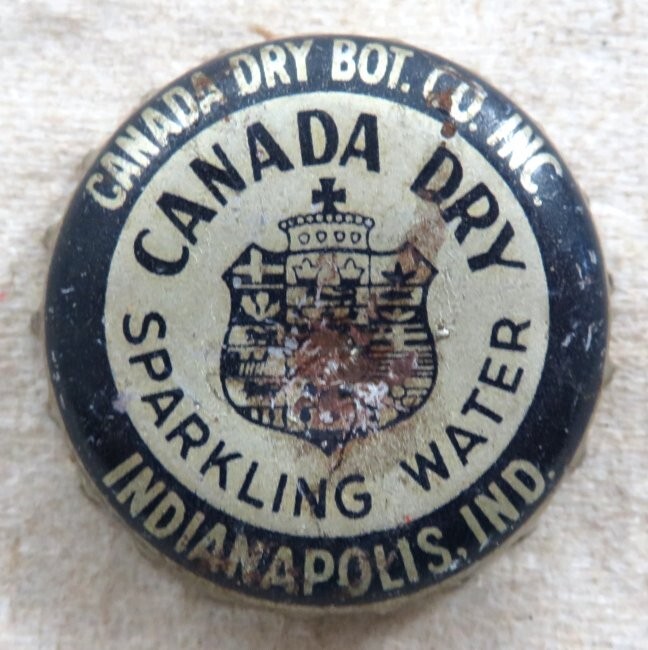 CANADA DRY BOT. CO. INC.
CANADA DRY
SPARKLING WATER
INDIANAPOLIS, IND.